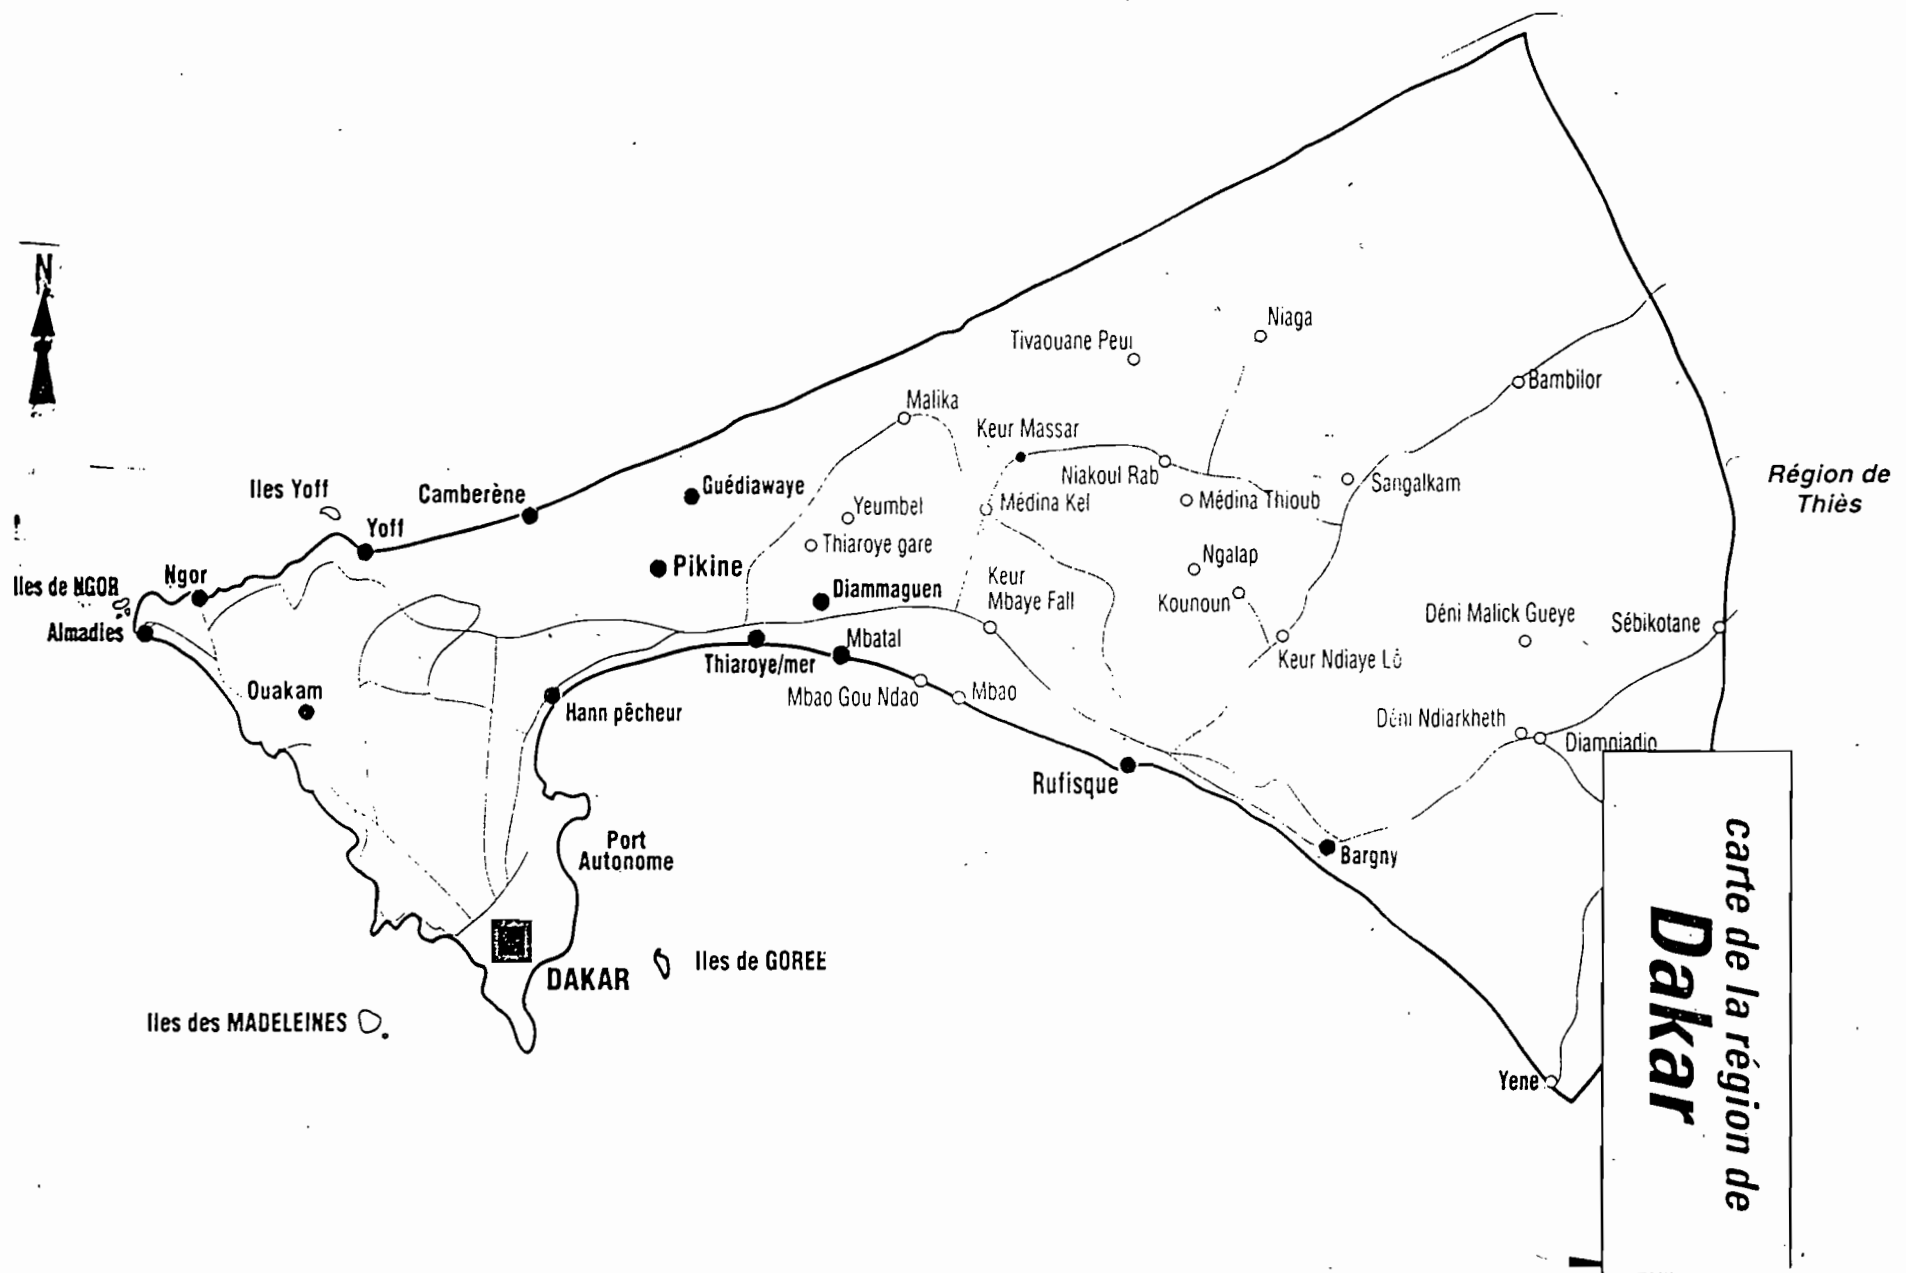 N
Niaga
Tivaouane Peul
Bambilor
Malika
Keur Massar
Niakoul Rab
Sangalkam
Région de
Thiès
Iles Yoff
Camberène
Guédiawaye
Yeumbel
Médina Kel
Médina Thioub
Yoff
Thiaroye gare
Ngalap
Ngor
Pikine
Iles de NGOR
Diammaguen
Keur
Mbaye Fall
Kounoun
Déni Malick Gueye
Sébikotane
Almadies
Mbatal
Thiaroye/mer
Keur Ndiaye Lô
Ouakam
Mbao Gou Ndao
Mbao
Hann pêcheur
Déni Ndiarkheth
Diamniadio
Rufisque
Port
Autonome
Bargny
DAKAR
Iles de GOREE
Iles des MADELEINES
Yene
carte de la région de
Dakar